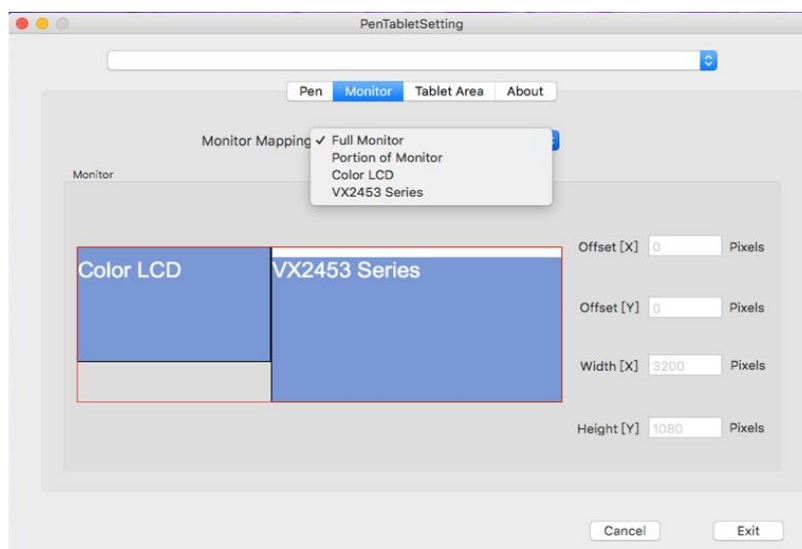 PenTabletSetting
Pen Monitor Tablet Area About
Monitor Mapping ✓ Full Monitor
Portion of Monitor
Color LCD
VX2453 Series
Monitor
Color LCD VX2453 Series
Offset [X] 0 Pixels
Offset [Y] 0 Pixels
Width [X] 3200 Pixels
Height [Y] 1080 Pixels
Cancel Exit